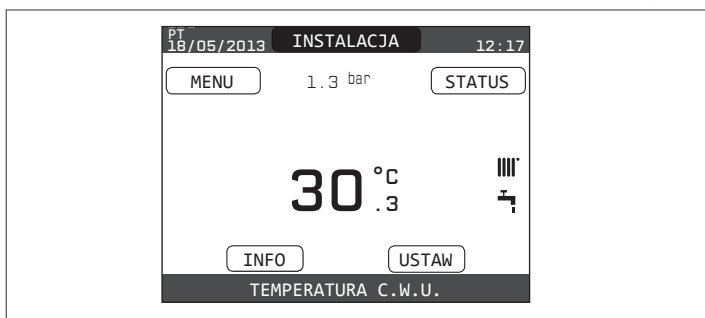 PT
18/05/2013 INSTALACJA 12:17
MENU 1.3 bar STATUS
30.3 °C
INFO USTAW
TEMPERATURA C.W.U.